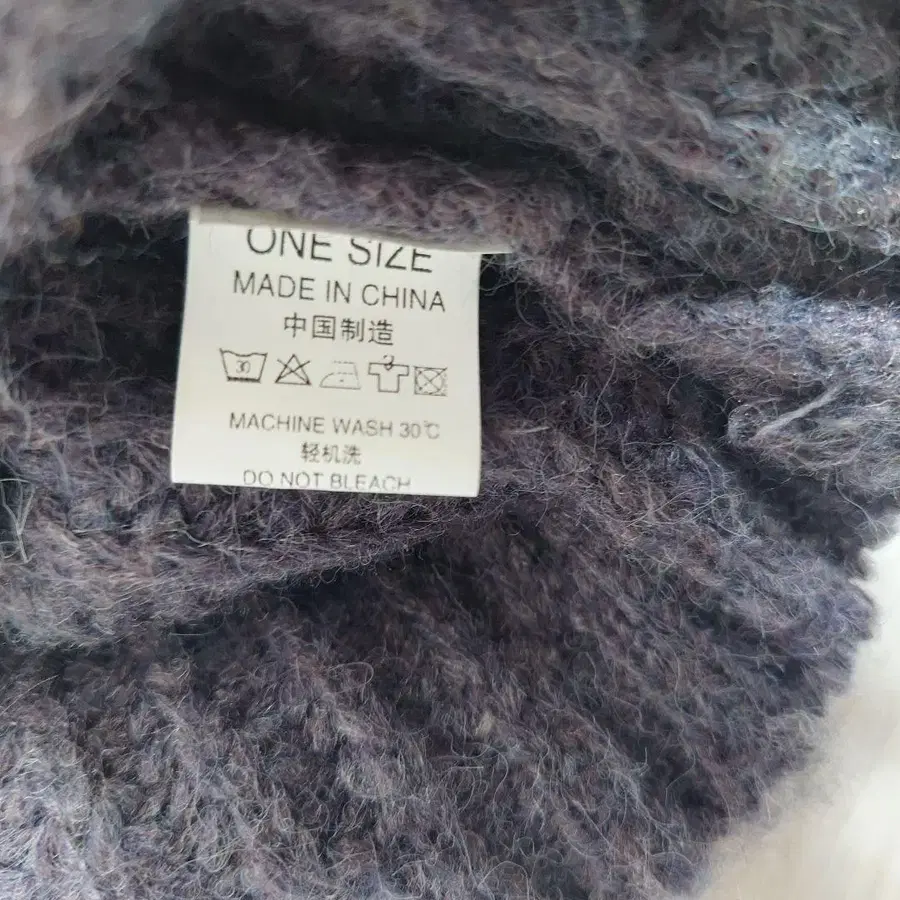 ONE SIZE
MADE IN CHINA
中国制造
30
MACHINE WASH 30℃
轻机洗
DO NOT BLEACH